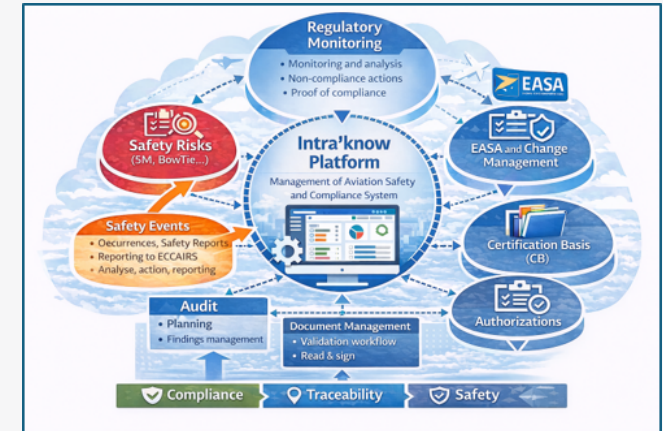 Regulatory
Monitoring
• Monitoring and analysis
• Non-compliance actions
• Proof of compliance
EASA
Safety Risks
(5M, BowTie...)
Intra'know
Platform
Management of Aviation Safety
and Compliance System
EASA and Change
Management
Safety Events
• Oecurrences, Safety Reports
• Reporting to ECCAIRS
• Analyse, action, reporting
Certification Basis
(CB)
Audit
• Planning
• Findings management
Document Management
• Validation workflow
• Read & sign
Authorizations
Compliance
Traceability
Safety